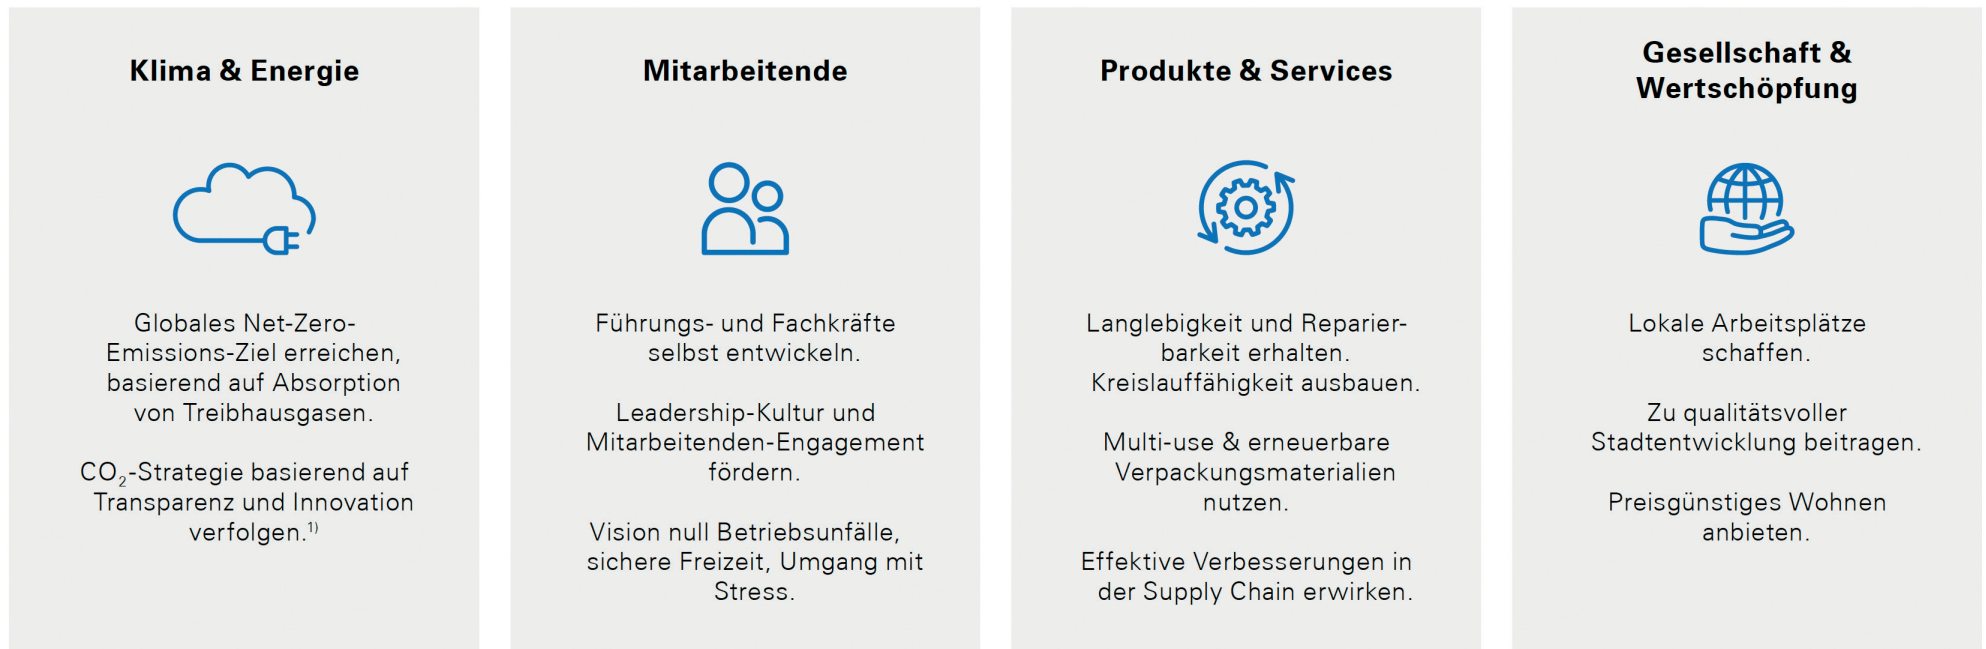 Klima & Energie
Globales Net-Zero-
Emissions-Ziel erreichen,
basierend auf Absorption
von Treibhausgasen.
CO₂-Strategie basierend auf
Transparenz und Innovation
verfolgen.¹⁾
Mitarbeitende
Führungs- und Fachkräfte
selbst entwickeln.
Leadership-Kultur und
Mitarbeitenden-Engagement
fördern.
Vision null Betriebsunfälle,
sichere Freizeit, Umgang mit
Stress.
Produkte & Services
Langlebigkeit und Reparier-
barkeit erhalten.
Kreislauffähigkeit ausbauen.
Multi-use & erneuerbare
Verpackungsmaterialien
nutzen.
Effektive Verbesserungen in
der Supply Chain erwirken.
Gesellschaft &
Wertschöpfung
Lokale Arbeitsplätze
schaffen.
Zu qualitätsvoller
Stadtentwicklung beitragen.
Preisgünstiges Wohnen
anbieten.